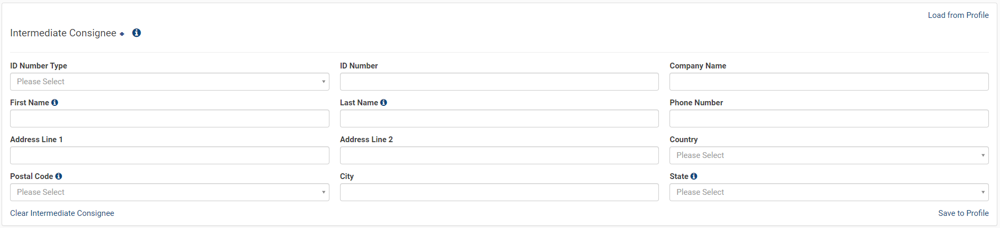 Load from Profile
Intermediate Consignee
ID Number Type
ID Number
Company Name
Please Select
First Name
Last Name
Phone Number
Address Line 1
Address Line 2
Country
Please Select
Postal Code
City
State
Please Select
Please Select
Clear Intermediate Consignee
Save to Profile